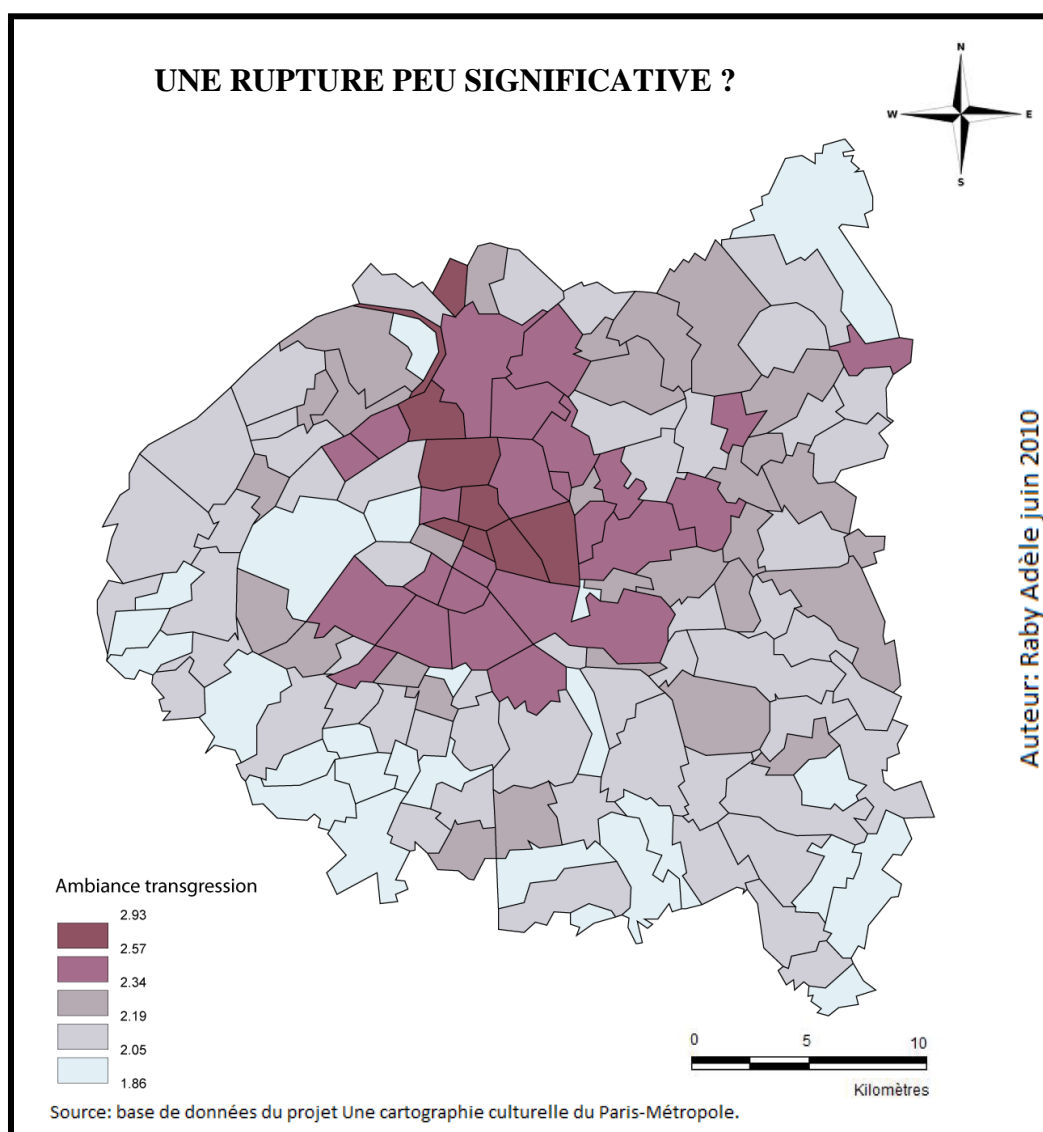 UNE RUPTURE PEU SIGNIFICATIVE ?
N
W
E
S
Auteur: Raby Adèle juin 2010
Ambiance transgression
2.93
2.57
2.34
2.19
2.05
1.86
0 5 10
Kilomètres
Source: base de données du projet Une cartographie culturelle du Paris-Métropole.